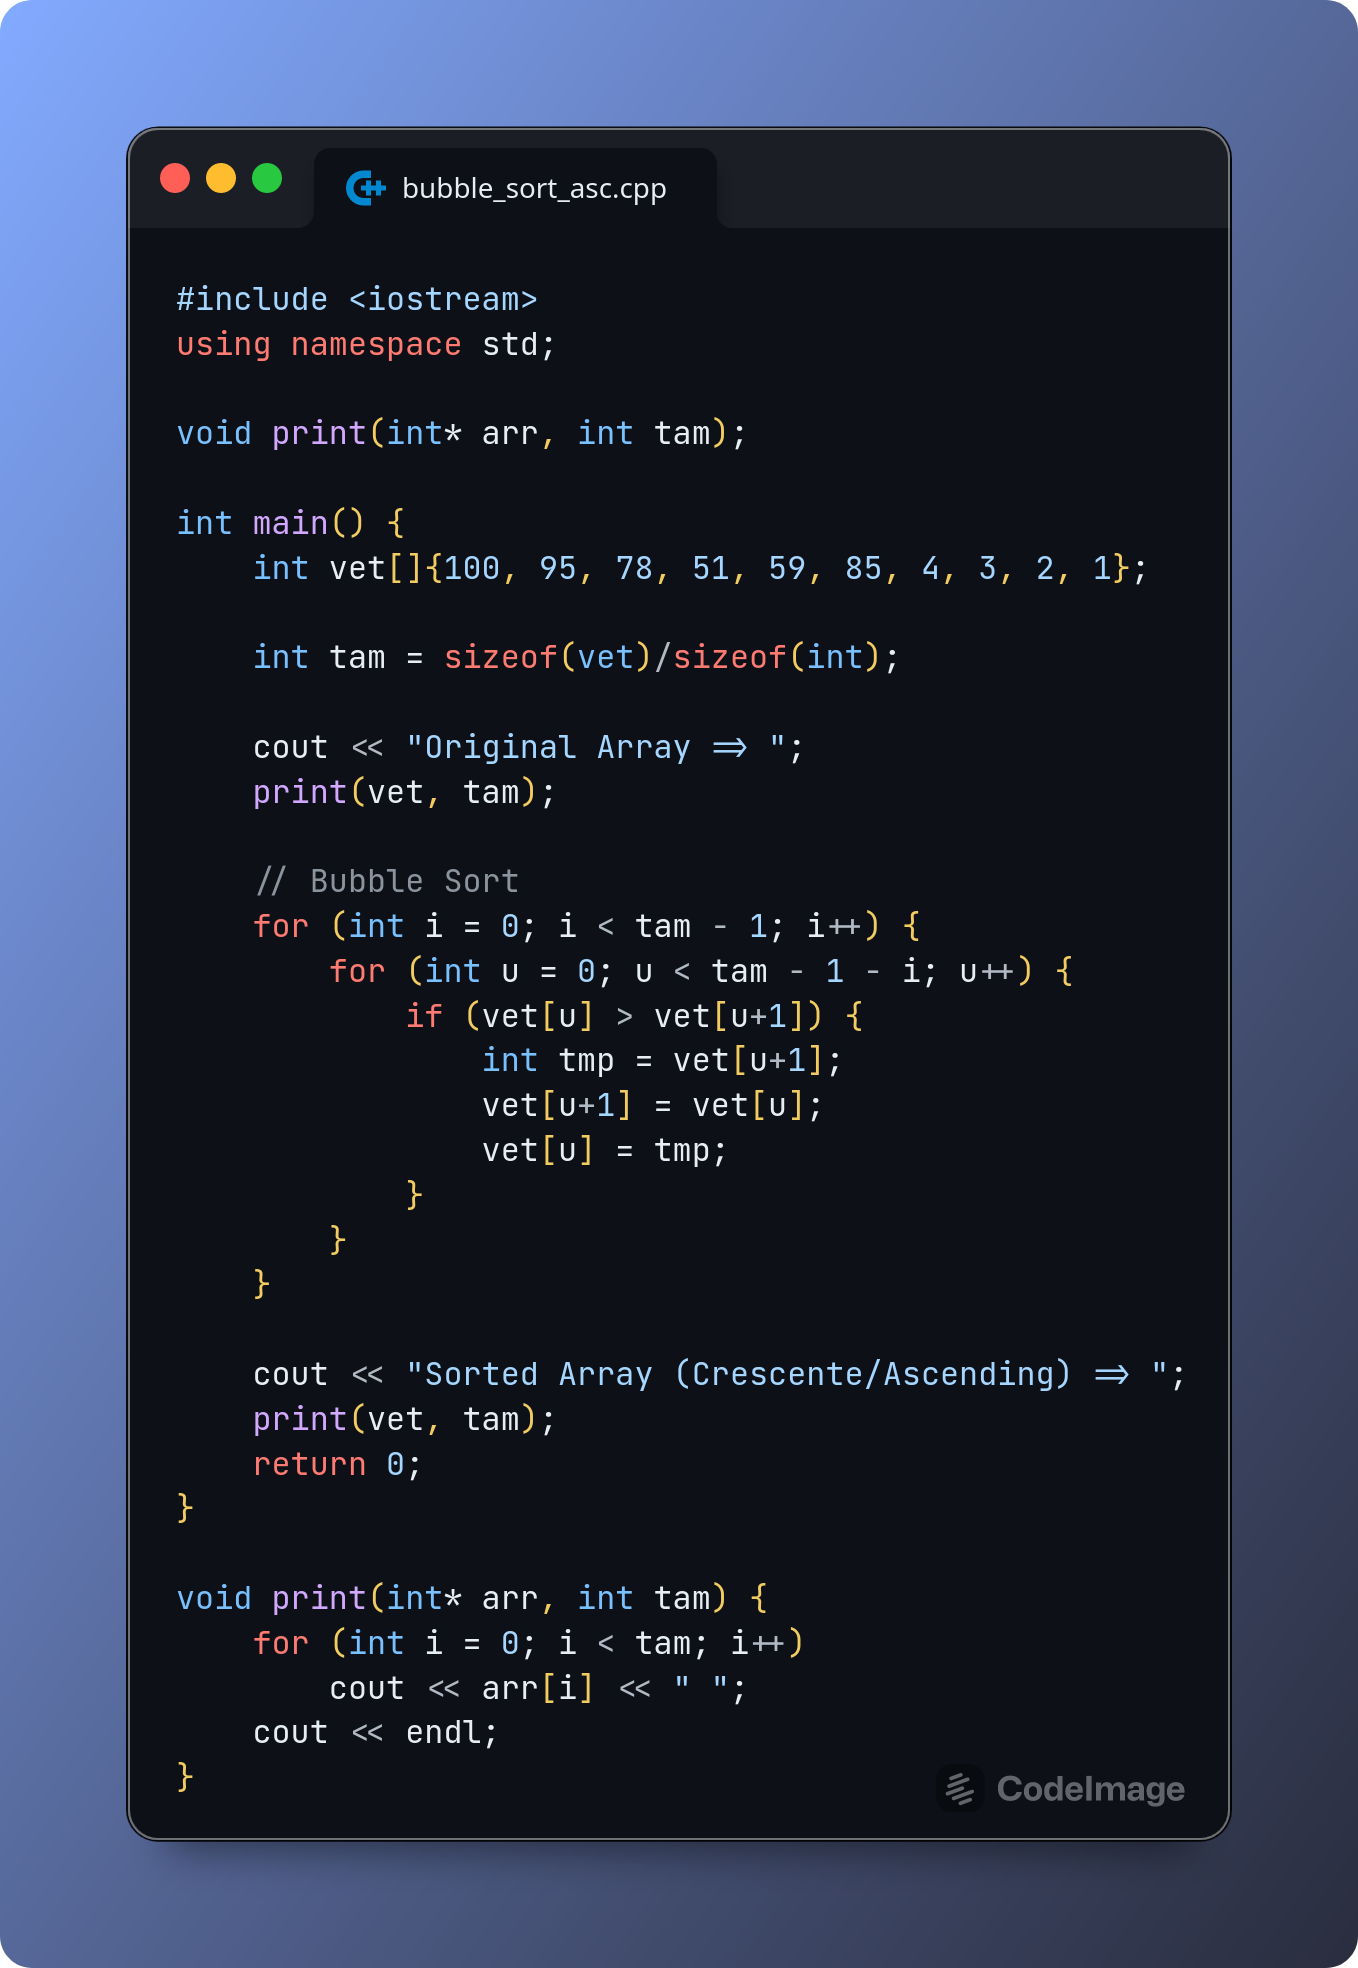 bubble_sort_asc.cpp
#include <iostream>
using namespace std;

void print(int* arr, int tam);

int main() {
    int vet[]{100, 95, 78, 51, 59, 85, 4, 3, 2, 1};

    int tam = sizeof(vet)/sizeof(int);

    cout << "Original Array => ";
    print(vet, tam);

    // Bubble Sort
    for (int i = 0; i < tam - 1; i++) {
        for (int u = 0; u < tam - 1 - i; u++) {
            if (vet[u] > vet[u+1]) {
                int tmp = vet[u+1];
                vet[u+1] = vet[u];
                vet[u] = tmp;
            }
        }
    }

    cout << "Sorted Array (Crescente/Ascending) => ";
    print(vet, tam);
    return 0;
}

void print(int* arr, int tam) {
    for (int i = 0; i < tam; i++)
        cout << arr[i] << " ";
    cout << endl;
}
CodeImage